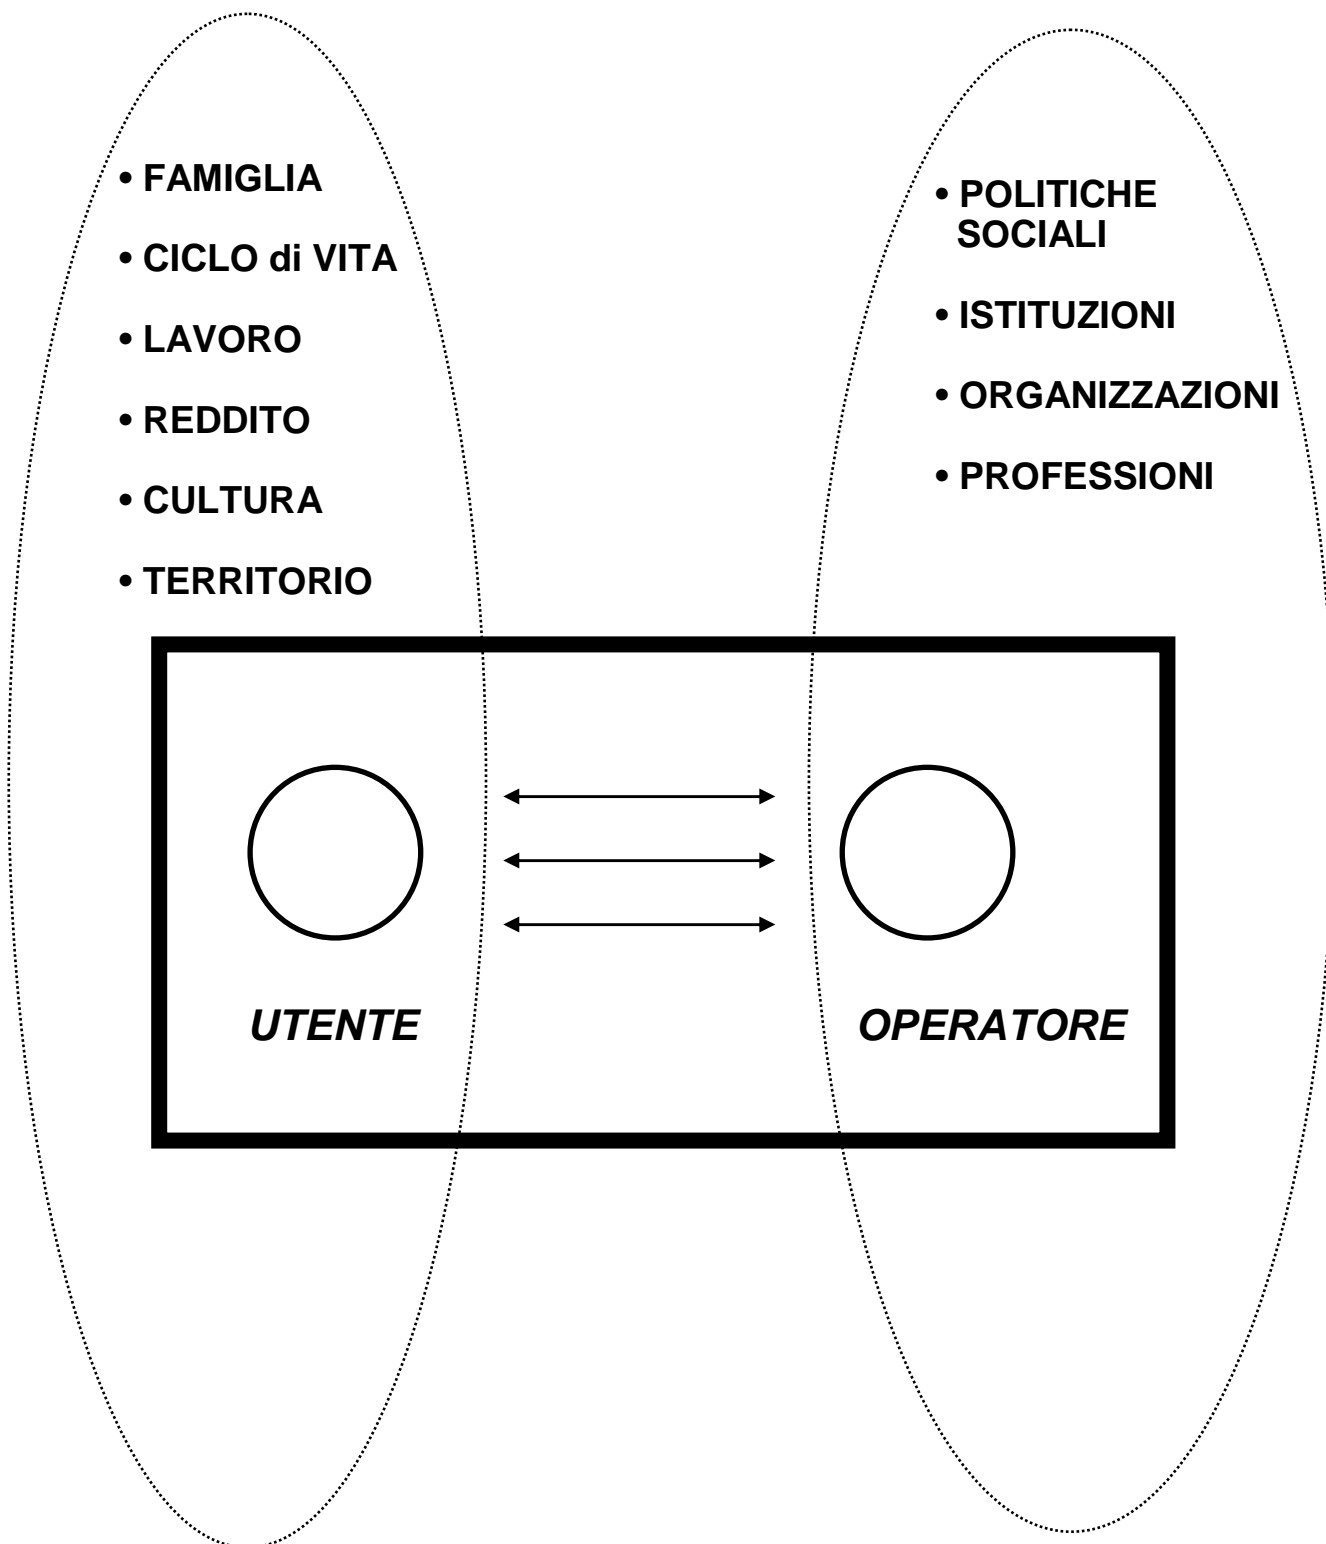 • FAMIGLIA
• CICLO di VITA
• LAVORO
• REDDITO
• CULTURA
• TERRITORIO
• POLITICHE
SOCIALI
• ISTITUZIONI
• ORGANIZZAZIONI
• PROFESSIONI
UTENTE
OPERATORE